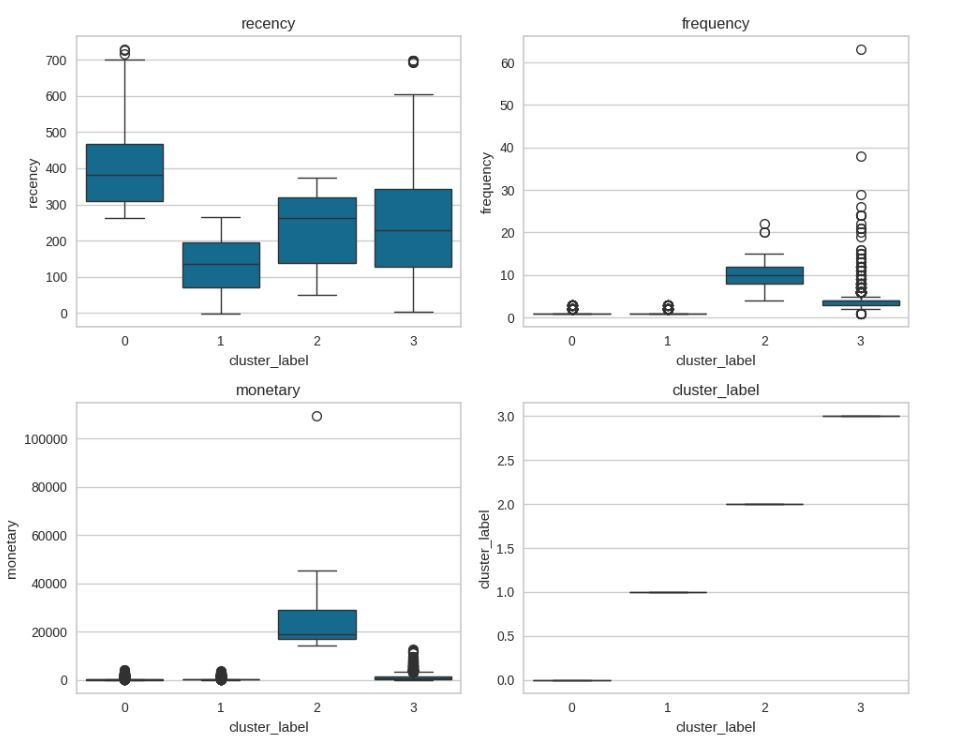 recency
700
600
500
400
300
200
100
0
recency
0 1 2 3
cluster_label
frequency
60
50
40
30
20
10
0
frequency
0 1 2 3
cluster_label
monetary
100000
80000
60000
40000
20000
0
monetary
0 1 2 3
cluster_label
cluster_label
3.0
2.5
2.0
1.5
1.0
0.5
0.0
cluster_label
0 1 2 3
cluster_label